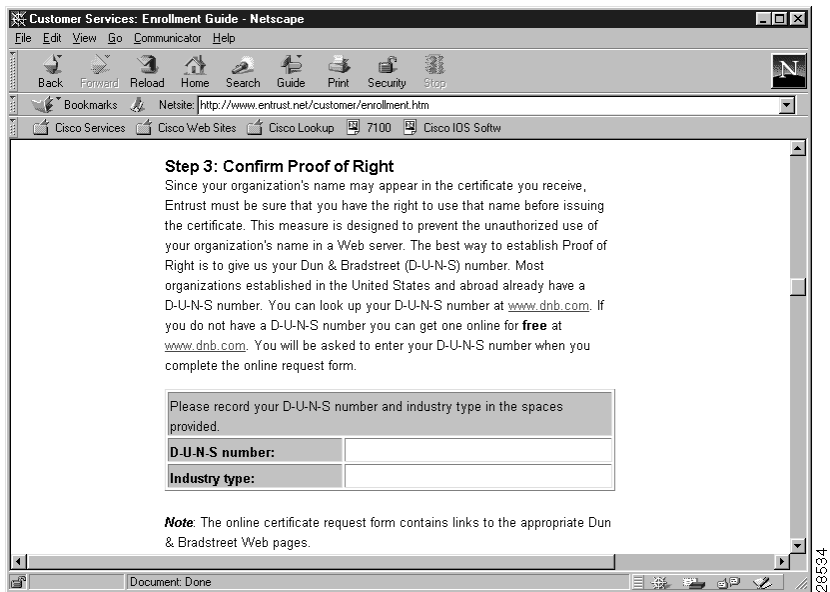 Customer Services: Enrollment Guide - Netscape
File Edit View Go Communicator Help
Back Forward Reload Home Search Guide Print Security Stop
N
Bookmarks Netsite: http://www.entrust.net/customer/enrollment.htm
Cisco Services Cisco Web Sites Cisco Lookup 7100 Cisco IOS Softw
Step 3: Confirm Proof of Right
Since your organization's name may appear in the certificate you receive,
Entrust must be sure that you have the right to use that name before issuing
the certificate. This measure is designed to prevent the unauthorized use of
your organization's name in a Web server. The best way to establish Proof of
Right is to give us your Dun & Bradstreet (D-U-N-S) number. Most
organizations established in the United States and abroad already have a
D-U-N-S number. You can look up your D-U-N-S number at www.dnb.com. If
you do not have a D-U-N-S number you can get one online for free at
www.dnb.com. You will be asked to enter your D-U-N-S number when you
complete the online request form.
Please record your D-U-N-S number and industry type in the spaces
provided.
D-U-N-S number:
Industry type:
Note: The online certificate request form contains links to the appropriate Dun
& Bradstreet Web pages.
Document: Done
28534